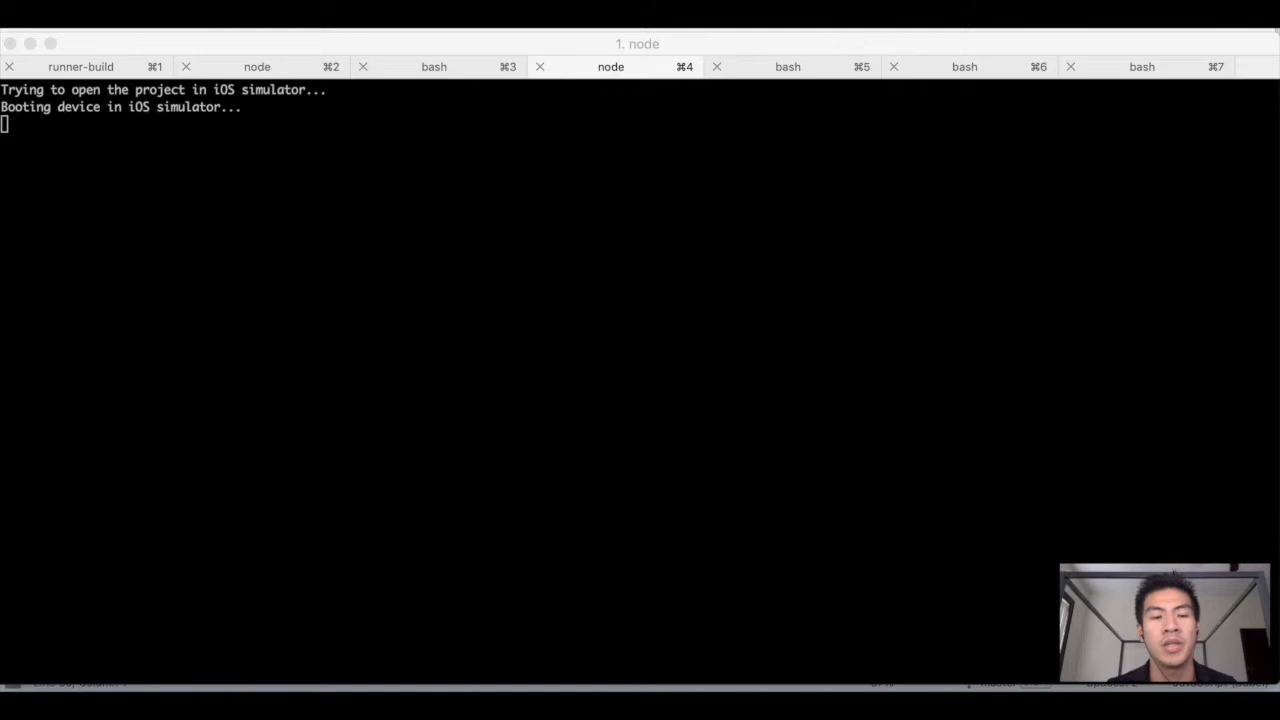 1. node
runner-build ⌘1 node ⌘2 bash ⌘3 node ⌘4 bash ⌘5 bash ⌘6 bash ⌘7
Trying to open the project in iOS simulator...
Booting device in iOS simulator...